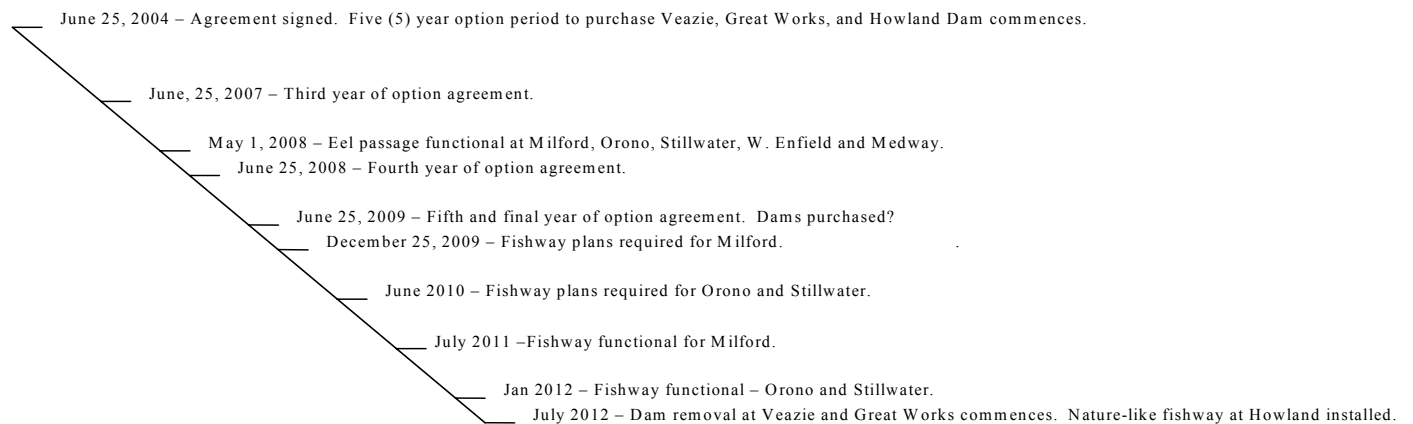 June 25, 2004 – Agreement signed. Five (5) year option period to purchase Veazie, Great Works, and Howland Dam commences.
June, 25, 2007 – Third year of option agreement.
May 1, 2008 – Eel passage functional at Milford, Orono, Stillwater, W. Enfield and Medway.
June 25, 2008 – Fourth year of option agreement.
June 25, 2009 – Fifth and final year of option agreement. Dams purchased?
December 25, 2009 – Fishway plans required for Milford. .
June 2010 – Fishway plans required for Orono and Stillwater.
July 2011 –Fishway functional for Milford.
Jan 2012 – Fishway functional – Orono and Stillwater.
July 2012 – Dam removal at Veazie and Great Works commences. Nature-like fishway at Howland installed.